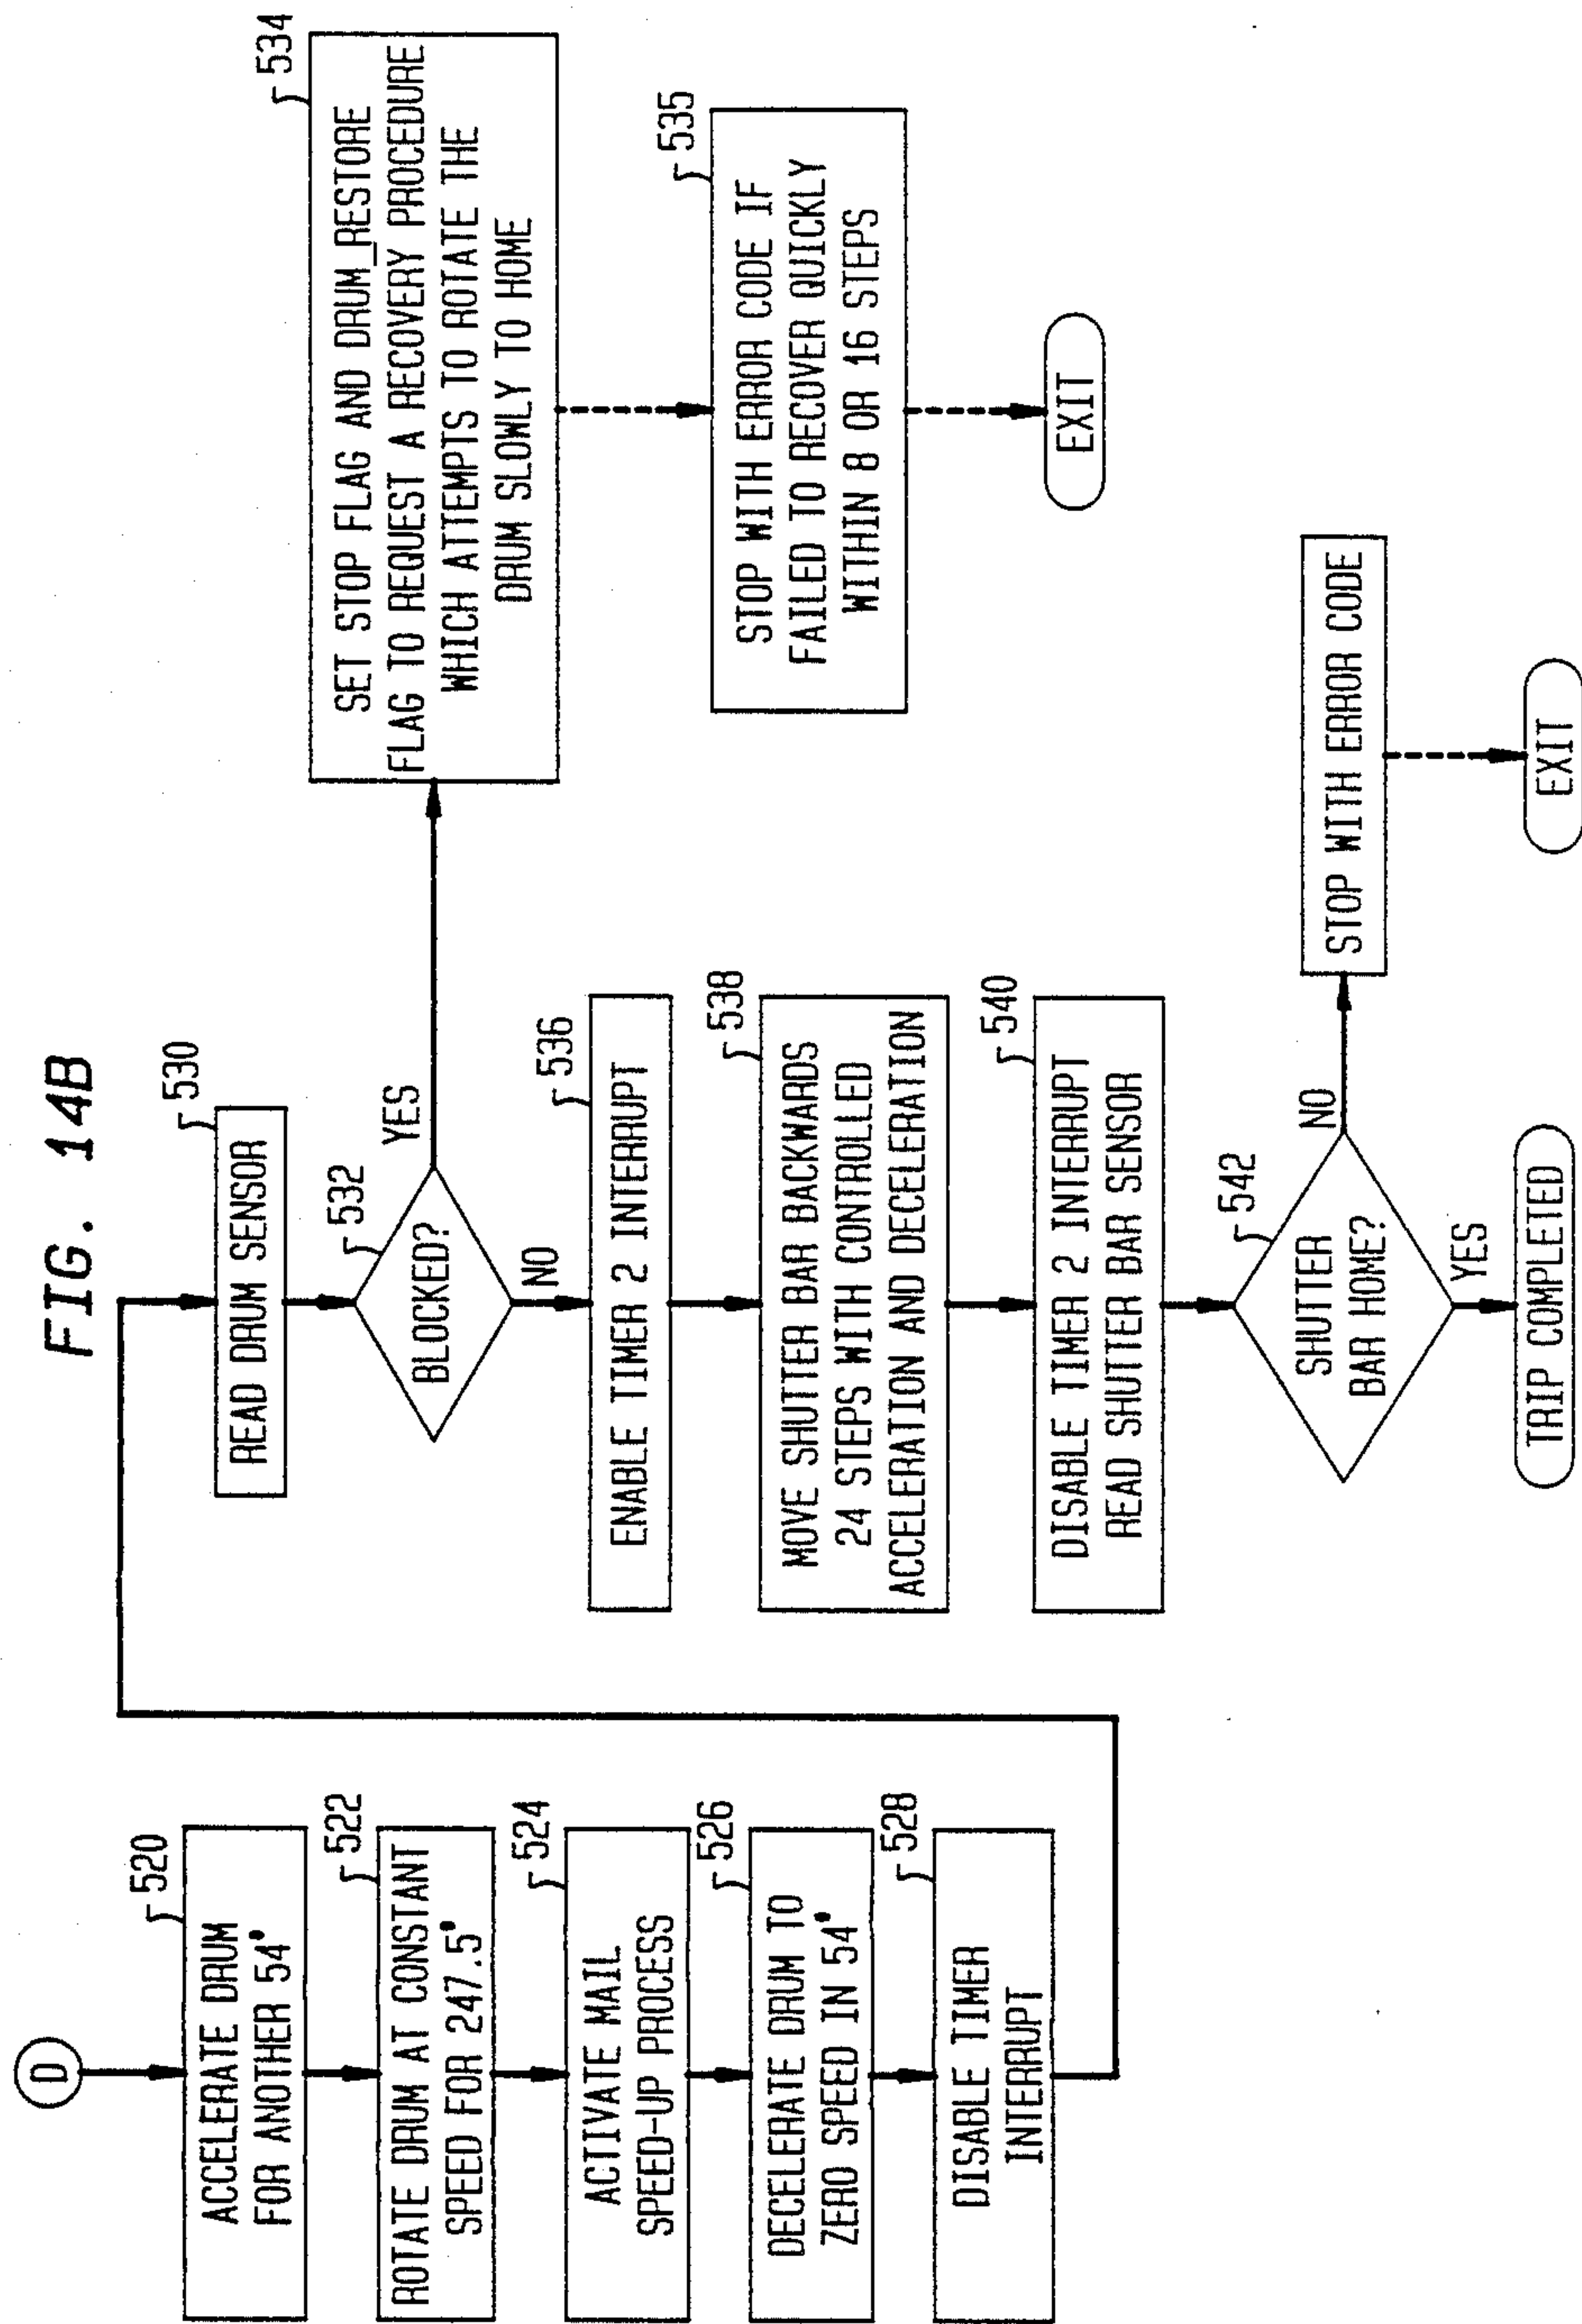 FIG. 14B
D
520
ACCELERATE DRUM
FOR ANOTHER 54°
522
ROTATE DRUM AT CONSTANT
SPEED FOR 247.5°
524
ACTIVATE MAIL
SPEED-UP PROCESS
526
DECELERATE DRUM TO
ZERO SPEED IN 54°
528
DISABLE TIMER
INTERRUPT
530
READ DRUM SENSOR
532
BLOCKED?
YES
NO
534
SET STOP FLAG AND DRUM_RESTORE
FLAG TO REQUEST A RECOVERY PROCEDURE
WHICH ATTEMPTS TO ROTATE THE
DRUM SLOWLY TO HOME
535
STOP WITH ERROR CODE IF
FAILED TO RECOVER QUICKLY
WITHIN 8 OR 16 STEPS
EXIT
536
ENABLE TIMER 2 INTERRUPT
538
MOVE SHUTTER BAR BACKWARDS
24 STEPS WITH CONTROLLED
ACCELERATION AND DECELERATION
540
DISABLE TIMER 2 INTERRUPT
READ SHUTTER BAR SENSOR
542
SHUTTER
BAR HOME?
NO
YES
STOP WITH ERROR CODE
EXIT
TRIP COMPLETED